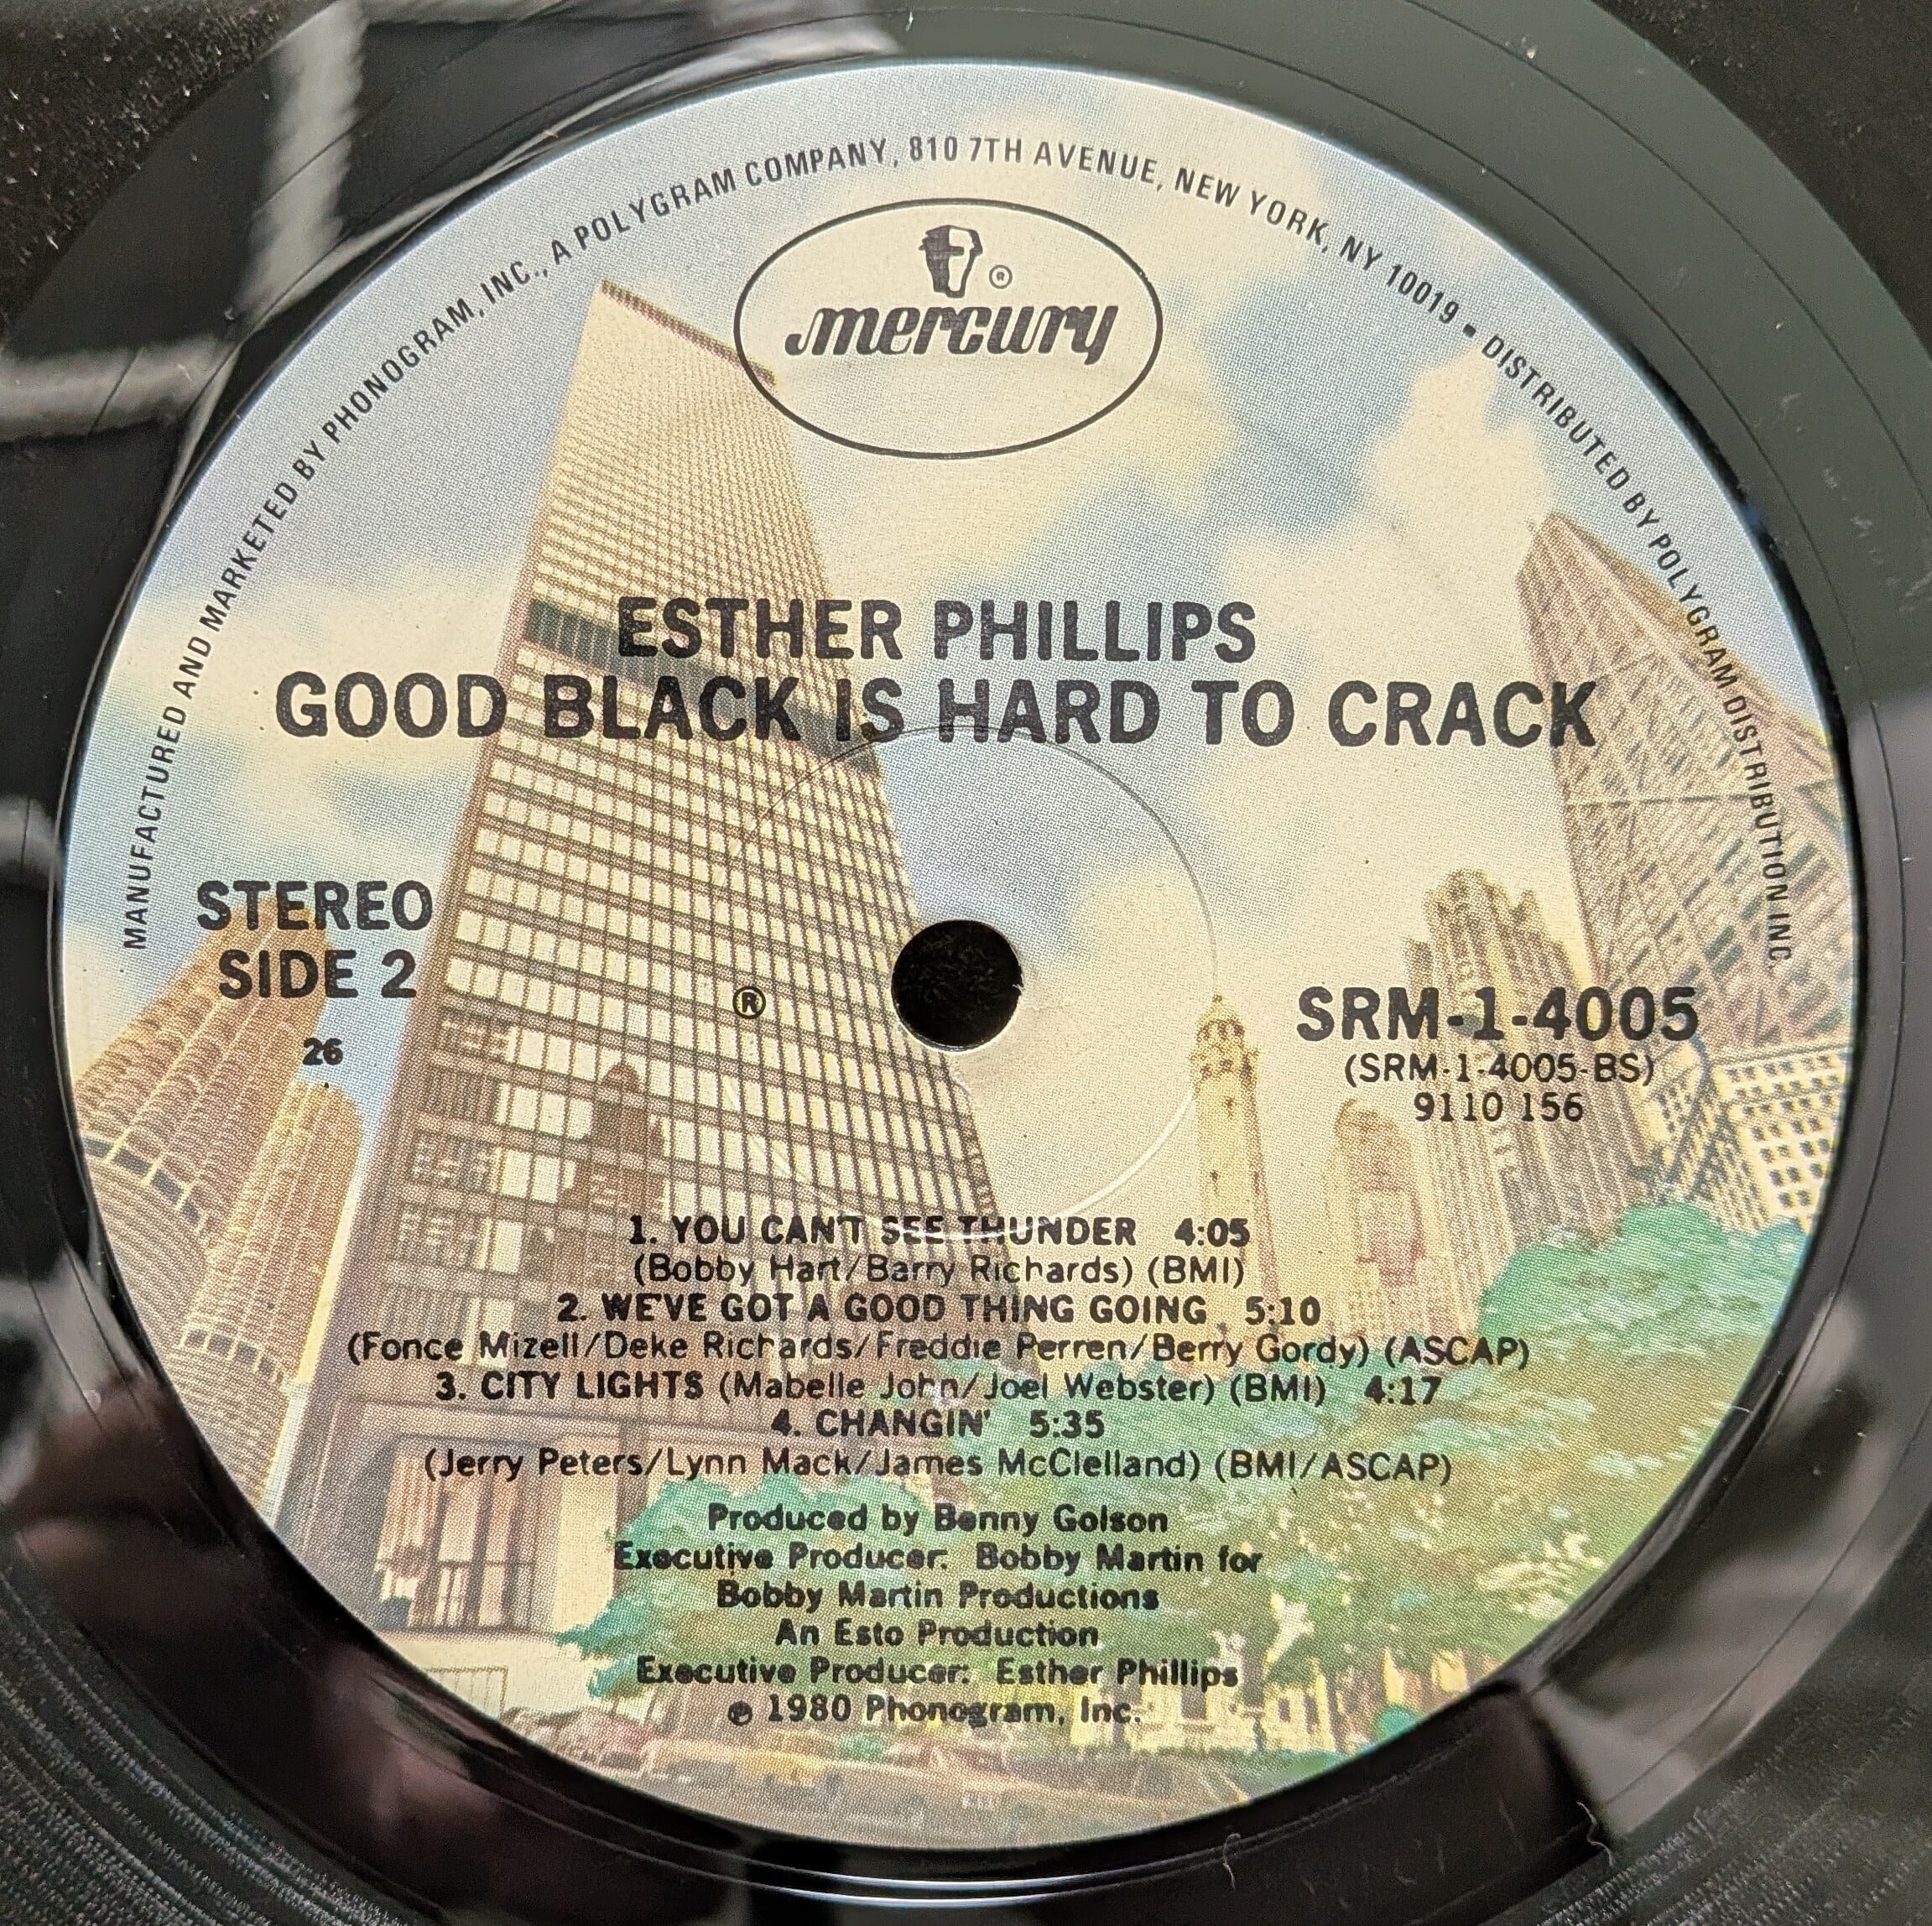 MANUFACTURED AND MARKETED BY PHONOGRAM, INC., A POLYGRAM COMPANY, 810 7TH AVENUE, NEW YORK, NY 10019 ▪ DISTRIBUTED BY POLYGRAM DISTRIBUTION INC.
®
mercury
ESTHER PHILLIPS
GOOD BLACK IS HARD TO CRACK
STEREO
SIDE 2
26
®
SRM-1-4005
(SRM-1-4005-BS)
9110 156
1. YOU CAN'T SEE THUNDER 4:05
(Bobby Hart/Barry Richards) (BMI)
2. WE'VE GOT A GOOD THING GOING 5:10
(Fonce Mizell/Deke Richards/Freddie Perren/Berry Gordy) (ASCAP)
3. CITY LIGHTS (Mabelle John/Joel Webster) (BMI) 4:17
4. CHANGIN' 5:35
(Jerry Peters/Lynn Mack/James McClelland) (BMI/ASCAP)
Produced by Benny Golson
Executive Producer: Bobby Martin for
Bobby Martin Productions
An Esto Production
Executive Producer: Esther Phillips
℗ 1980 Phonogram, Inc.